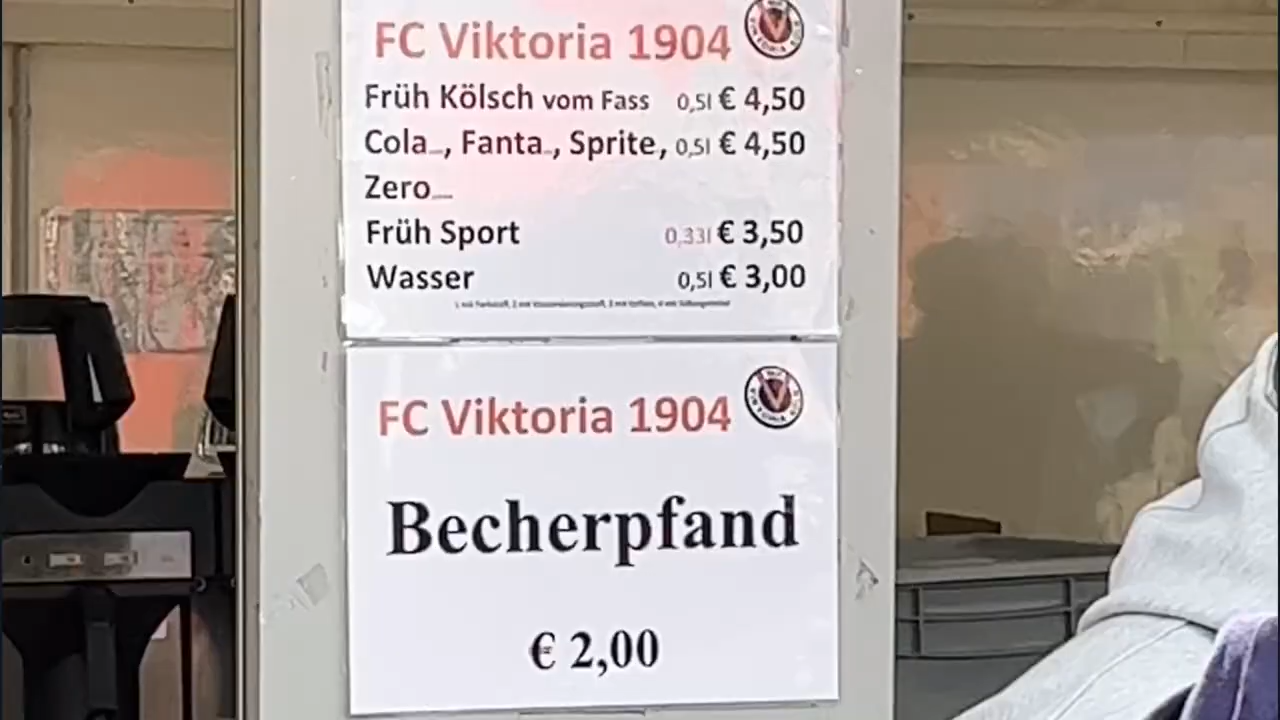 FC Viktoria 1904
Früh Kölsch vom Fass 0,5l € 4,50
Cola, Fanta, Sprite, 0,5l € 4,50
Zero
Früh Sport 0,33l € 3,50
Wasser 0,5l € 3,00
FC Viktoria 1904
Becherpfand
€ 2,00